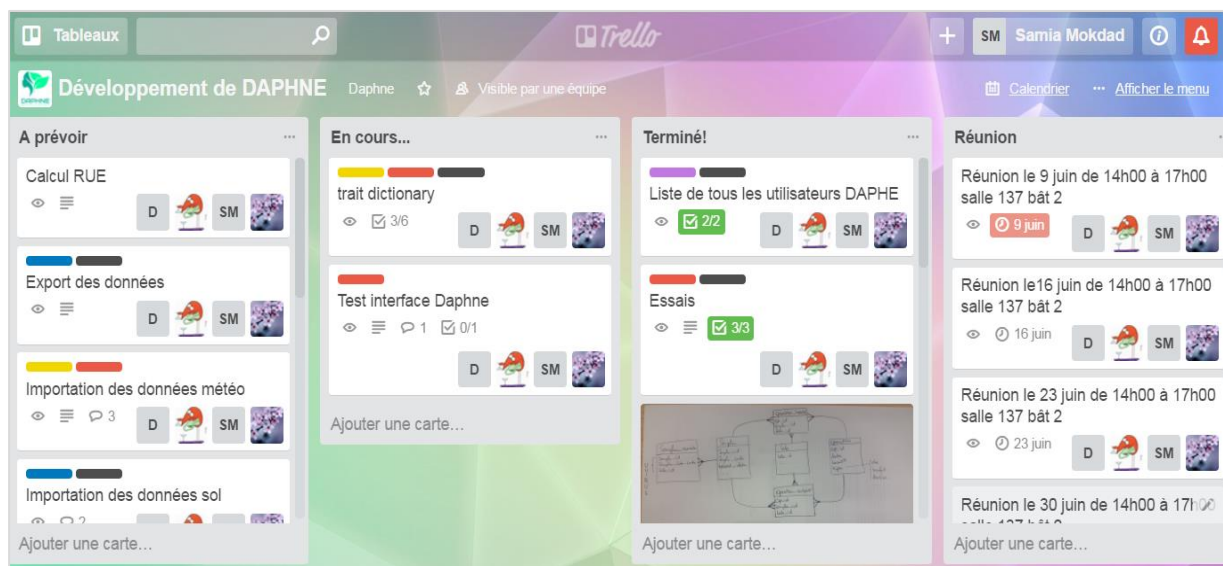 Tableaux
Trello
SM Samia Mokdad
DAPHNE
Développement de DAPHNE
Daphne
Visible par une équipe
Calendrier
... Afficher le menu
A prévoir
Calcul RUE
D SM
Export des données
D SM
Importation des données météo
3 D SM
Importation des données sol
2
Ajouter une carte...
En cours...
trait dictionary
3/6
D SM
Test interface Daphne
1 0/1
D SM
Ajouter une carte...
Terminé!
Liste de tous les utilisateurs DAPHE
2/2
D SM
Essais
3/3
D SM
Ajouter une carte...
Réunion
Réunion le 9 juin de 14h00 à 17h00
salle 137 bât 2
9 juin
D SM
Réunion le16 juin de 14h00 à 17h00
salle 137 bât 2
16 juin
D SM
Réunion le 23 juin de 14h00 à 17h00
salle 137 bât 2
23 juin
D SM
Réunion le 30 juin de 14h00 à 17h00
Ajouter une carte...